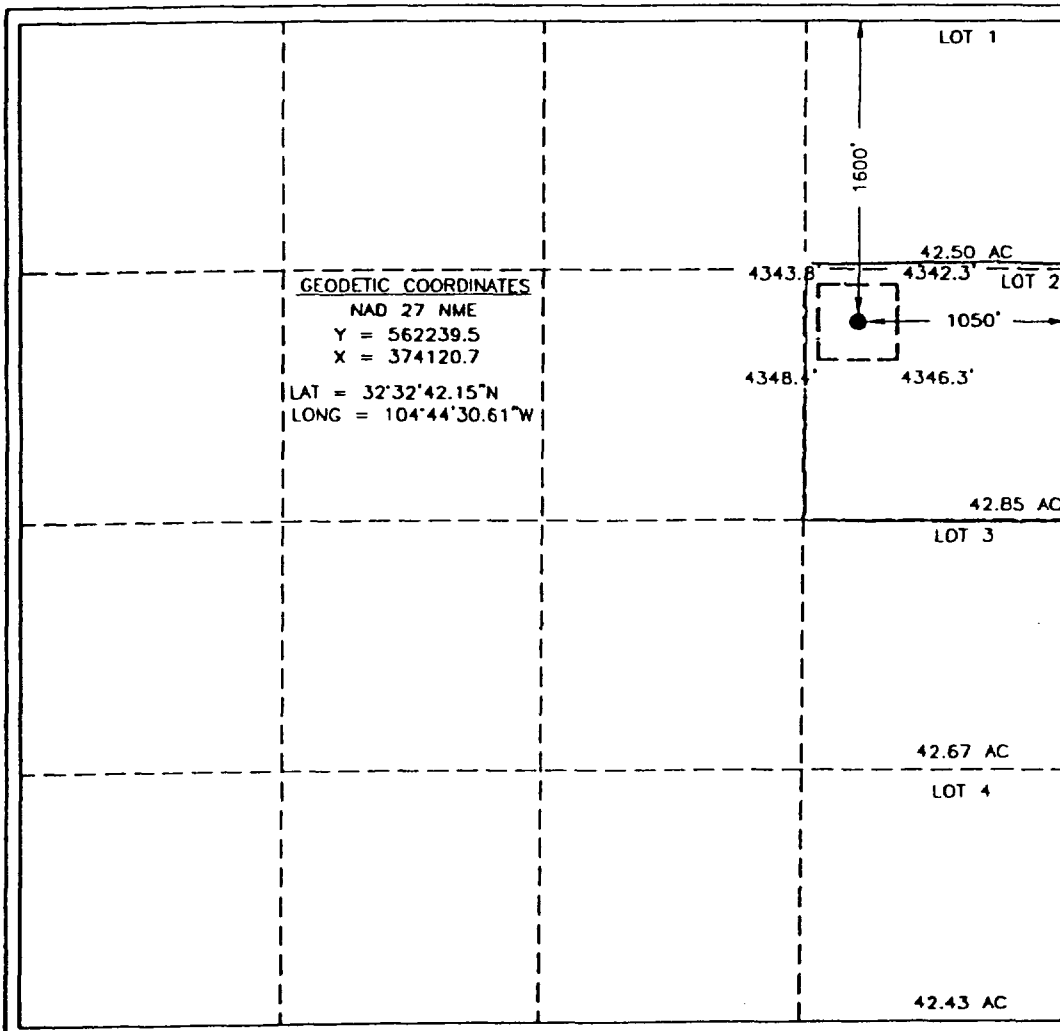 LOT 1
1600'
42.50 AC
4343.8'
4342.3'
LOT 2
GEODETIC COORDINATES
NAD 27 NME
Y = 562239.5
X = 374120.7
LAT = 32°32'42.15"N
LONG = 104°44'30.61"W
1050'
4348.4'
4346.3'
42.85 AC
LOT 3
42.67 AC
LOT 4
42.43 AC